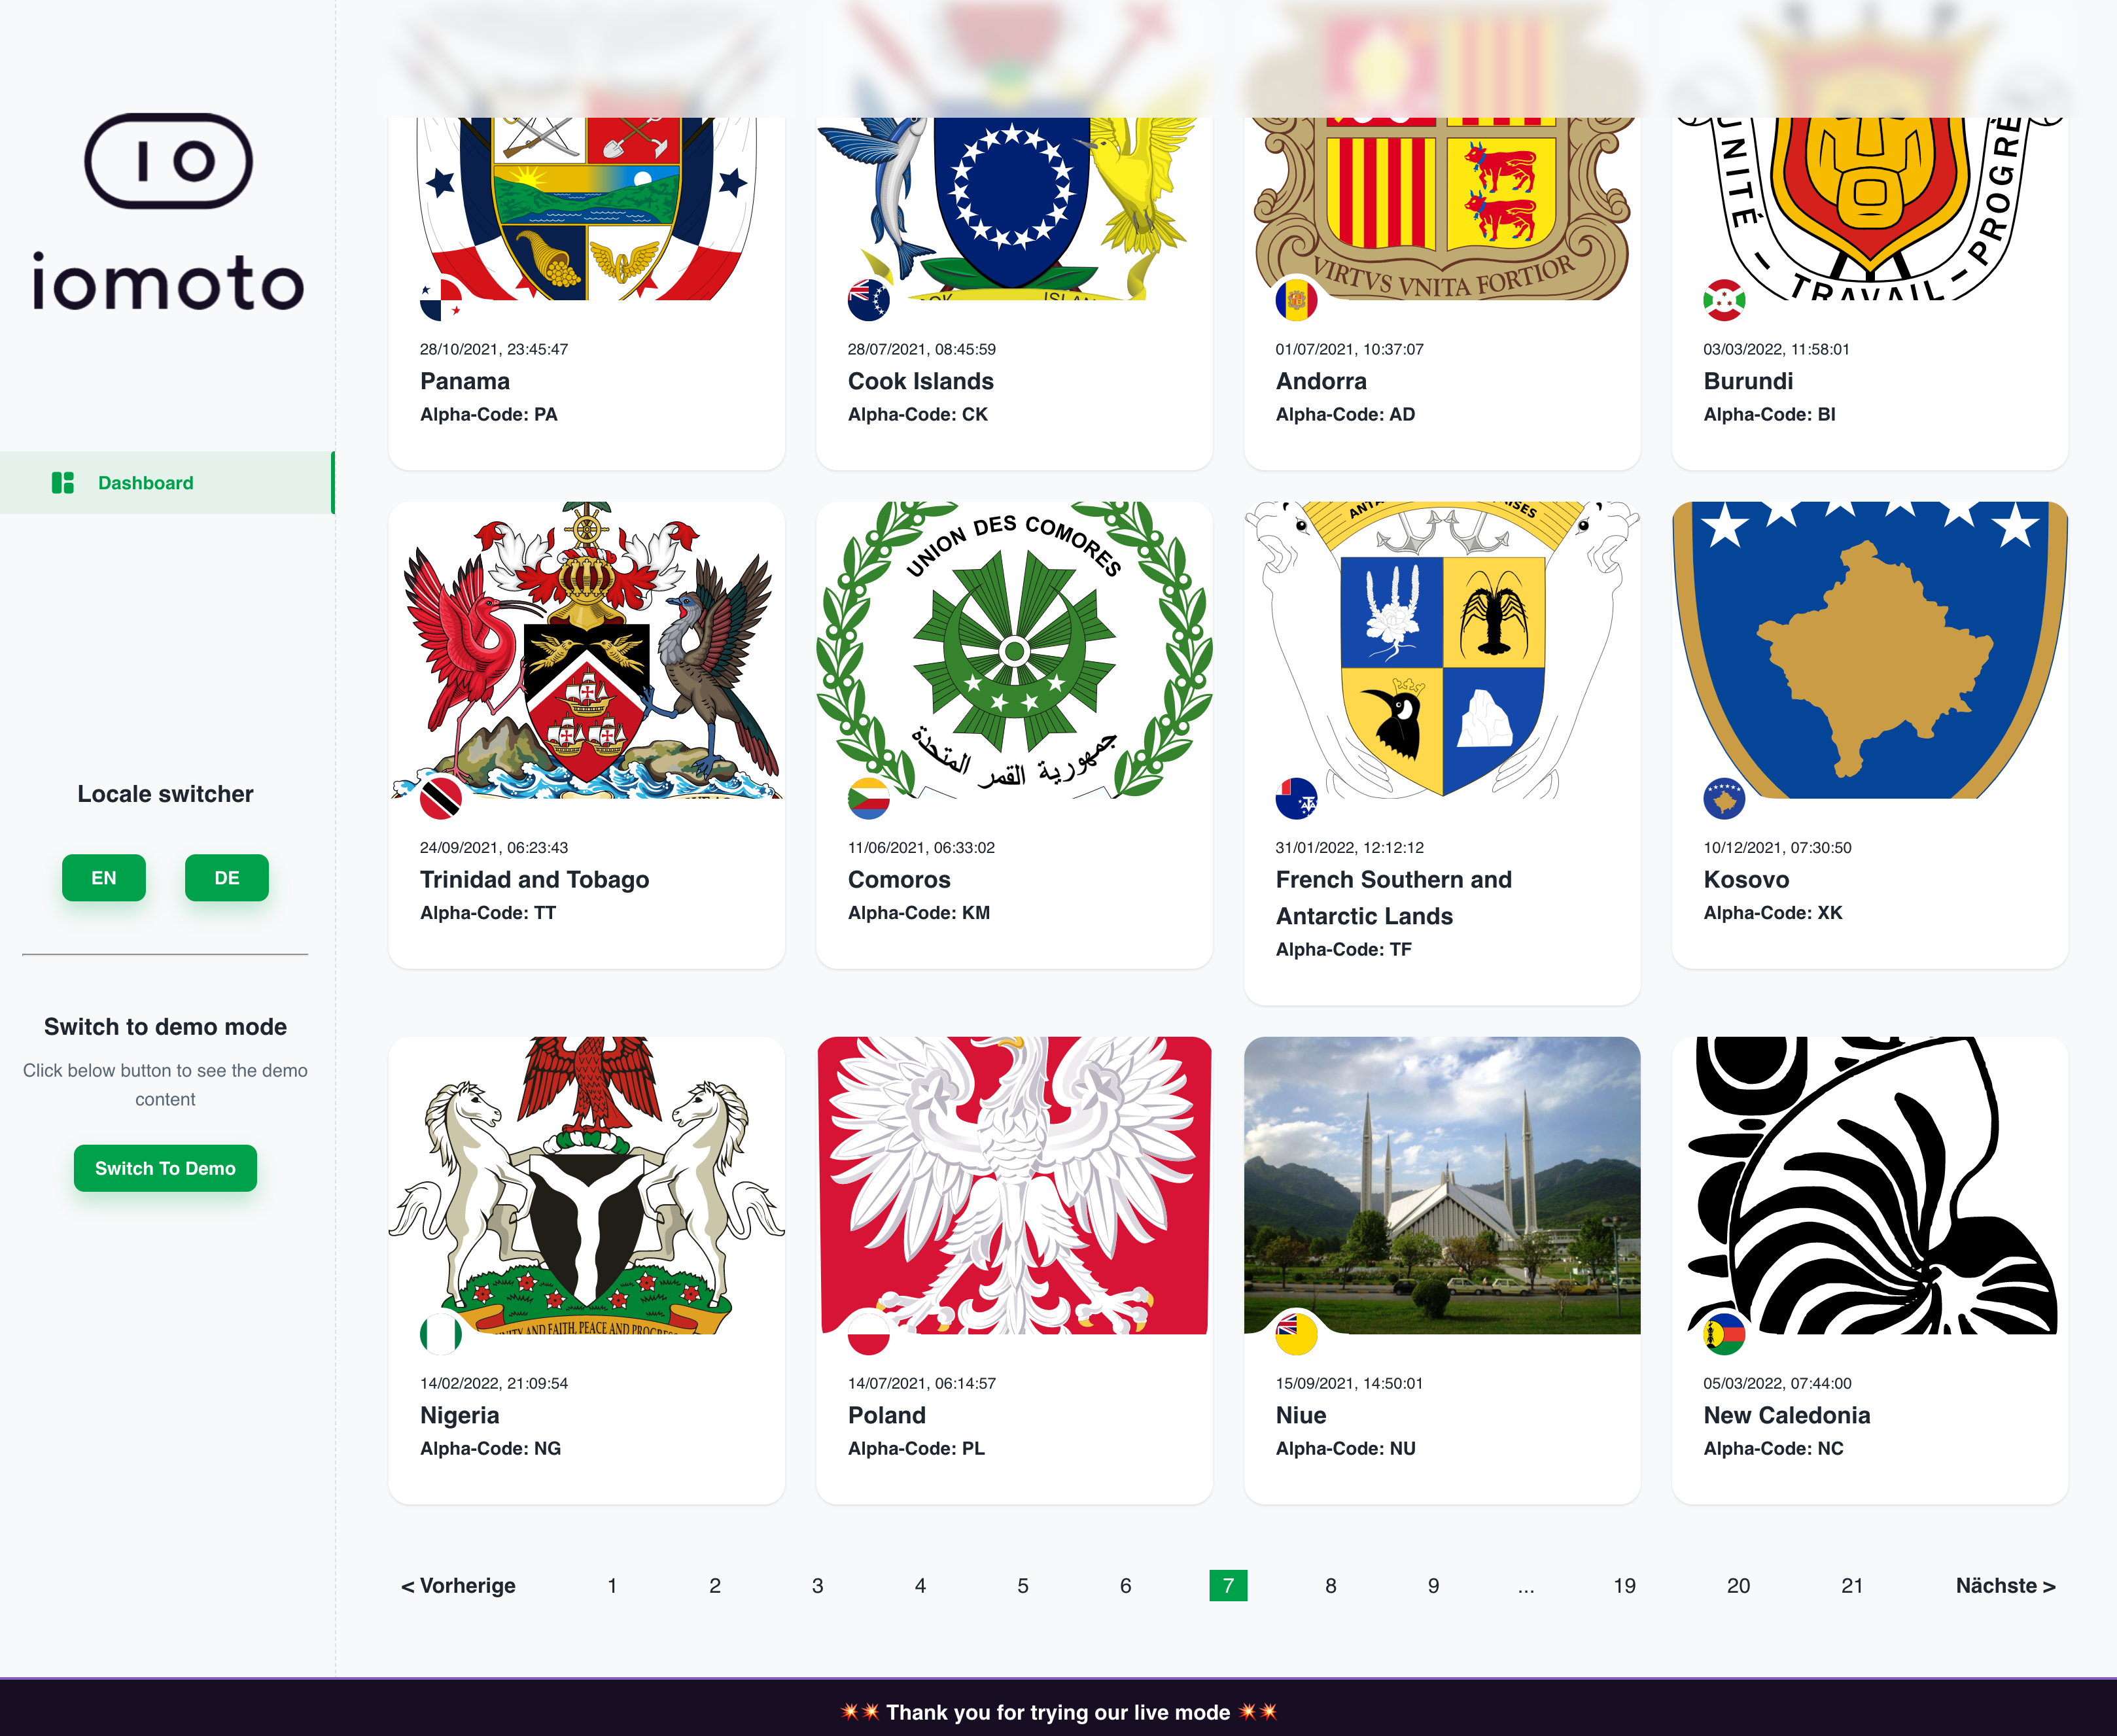 IO
iomoto
Dashboard
Locale switcher
EN
DE
Switch to demo mode
Click below button to see the demo
content
Switch To Demo
28/10/2021, 23:45:47
Panama
Alpha-Code: PA
28/07/2021, 08:45:59
Cook Islands
Alpha-Code: CK
VIRTVS VNITA FORTIOR
01/07/2021, 10:37:07
Andorra
Alpha-Code: AD
UNITÉ – TRAVAIL – PROGRÈ
03/03/2022, 11:58:01
Burundi
Alpha-Code: BI
24/09/2021, 06:23:43
Trinidad and Tobago
Alpha-Code: TT
UNION DES COMORES
جمهورية القمر المتحدة
11/06/2021, 06:33:02
Comoros
Alpha-Code: KM
31/01/2022, 12:12:12
French Southern and
Antarctic Lands
Alpha-Code: TF
10/12/2021, 07:30:50
Kosovo
Alpha-Code: XK
AND FAITH, PEACE AND
14/02/2022, 21:09:54
Nigeria
Alpha-Code: NG
14/07/2021, 06:14:57
Poland
Alpha-Code: PL
15/09/2021, 14:50:01
Niue
Alpha-Code: NU
05/03/2022, 07:44:00
New Caledonia
Alpha-Code: NC
< Vorherige 1 2 3 4 5 6 7 8 9 ... 19 20 21 Nächste >
💥💥 Thank you for trying our live mode 💥💥